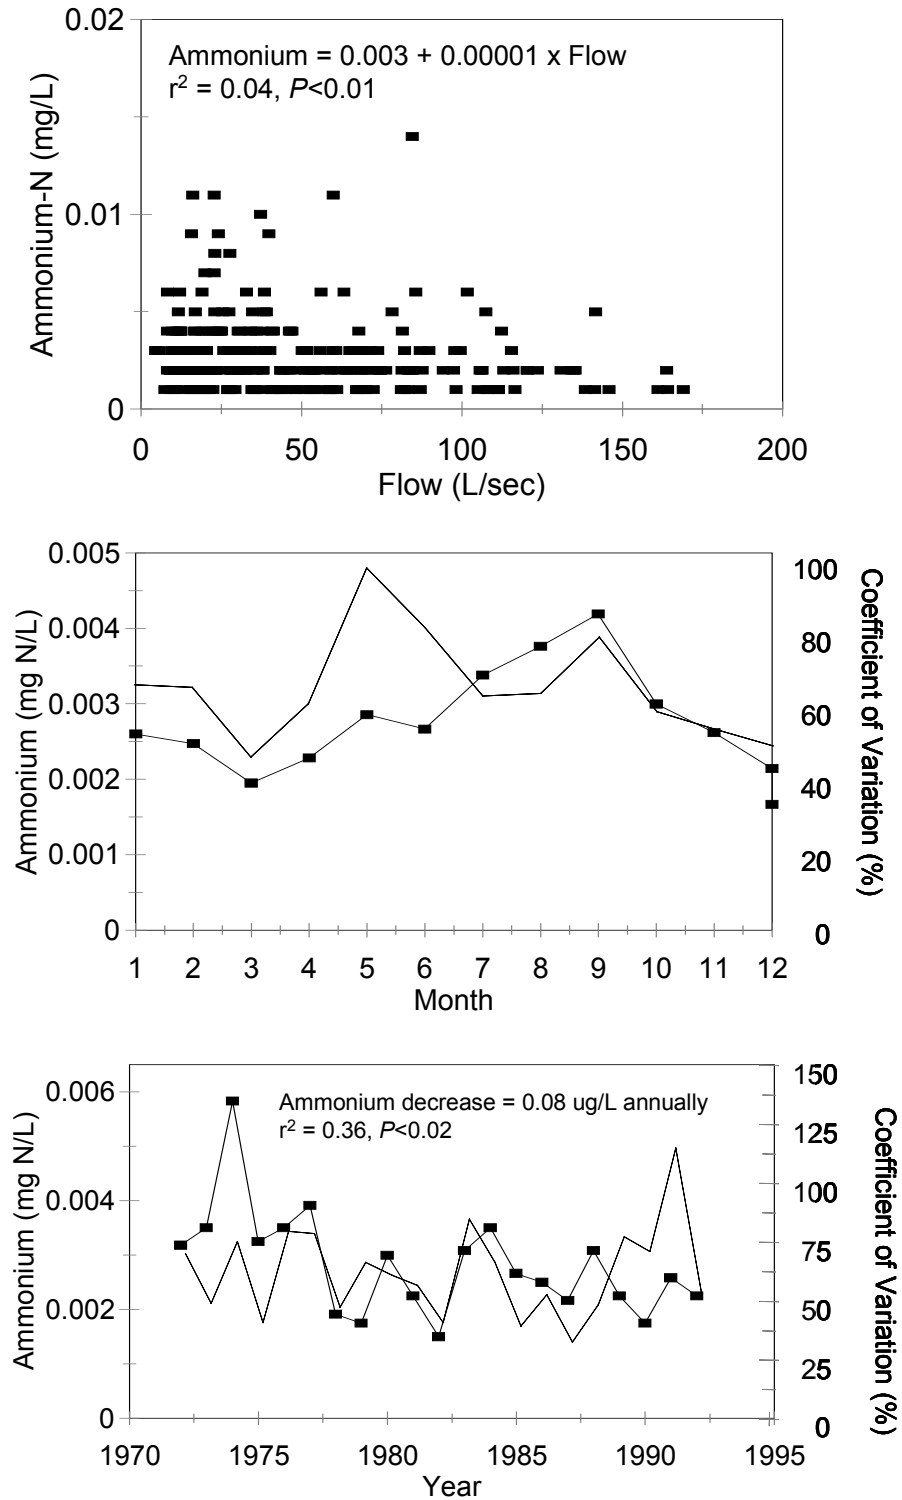 0.02
Ammonium = 0.003 + 0.00001 x Flow
r² = 0.04, P<0.01
Ammonium-N (mg/L)
0.01
0
0 50 100 150 200
Flow (L/sec)
0.005
0.004
0.003
0.002
0.001
0
Ammonium (mg N/L)
100
80
60
40
20
0
Coefficient of Variation (%)
1 2 3 4 5 6 7 8 9 10 11 12
Month
0.006
0.004
0.002
0
Ammonium (mg N/L)
Ammonium decrease = 0.08 ug/L annually
r² = 0.36, P<0.02
150
125
100
75
50
25
0
Coefficient of Variation (%)
1970 1975 1980 1985 1990 1995
Year